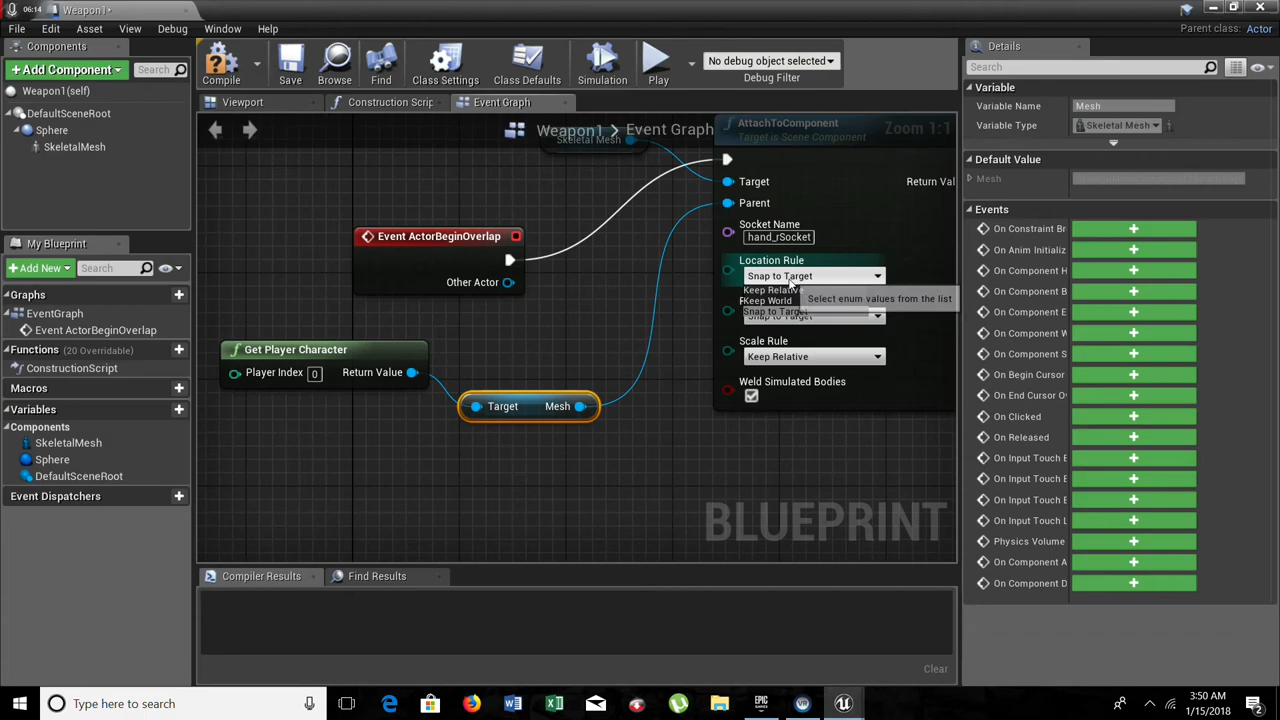 06:14
Weapon1*
File Edit Asset View Debug Window Help
Parent class: Actor
Components
Add Component
Search
Weapon1(self)
DefaultSceneRoot
Sphere
SkeletalMesh
Compile
Save
Browse
Find
Class Settings
Class Defaults
Simulation
Play
No debug object selected
Debug Filter
Viewport
Construction Scrip
Event Graph
Weapon1 > Event Graph
Zoom 1:1
Skeletal Mesh
AttachToComponent
Target is Scene Component
Target
Return Val
Parent
Socket Name
hand_rSocket
Location Rule
Snap to Target
Keep Relative
Keep World
Snap to Target
Select enum values from the list
Snap to Target
Scale Rule
Keep Relative
Weld Simulated Bodies
Event ActorBeginOverlap
Other Actor
Get Player Character
Player Index 0
Return Value
Target Mesh
BLUEPRINT
My Blueprint
Add New
Search
Graphs
EventGraph
Event ActorBeginOverlap
Functions (20 Overridable)
ConstructionScript
Macros
Variables
Components
SkeletalMesh
Sphere
DefaultSceneRoot
Event Dispatchers
Compiler Results
Find Results
Clear
Details
Search
Variable
Variable Name Mesh
Variable Type Skeletal Mesh
Default Value
Mesh
Events
On Constraint Br
On Anim Initializ
On Component H
On Component B
On Component E
On Component W
On Component S
On Begin Cursor
On End Cursor O
On Clicked
On Released
On Input Touch B
On Input Touch E
On Input Touch E
On Input Touch L
Physics Volume
On Component A
On Component D
Type here to search
3:50 AM
1/15/2018